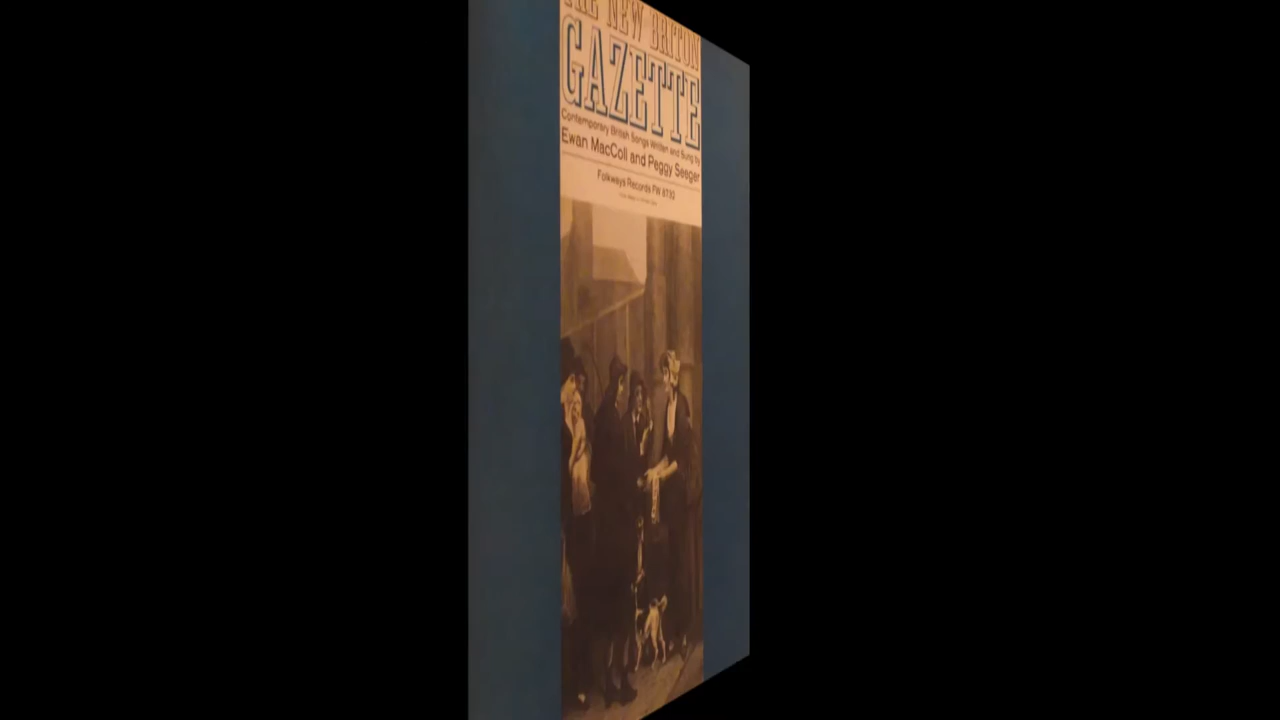 THE NEW BRITON
GAZETTE
Contemporary British Songs Written and Sung by
Ewan MacColl and Peggy Seeger
Folkways Records FW 8732